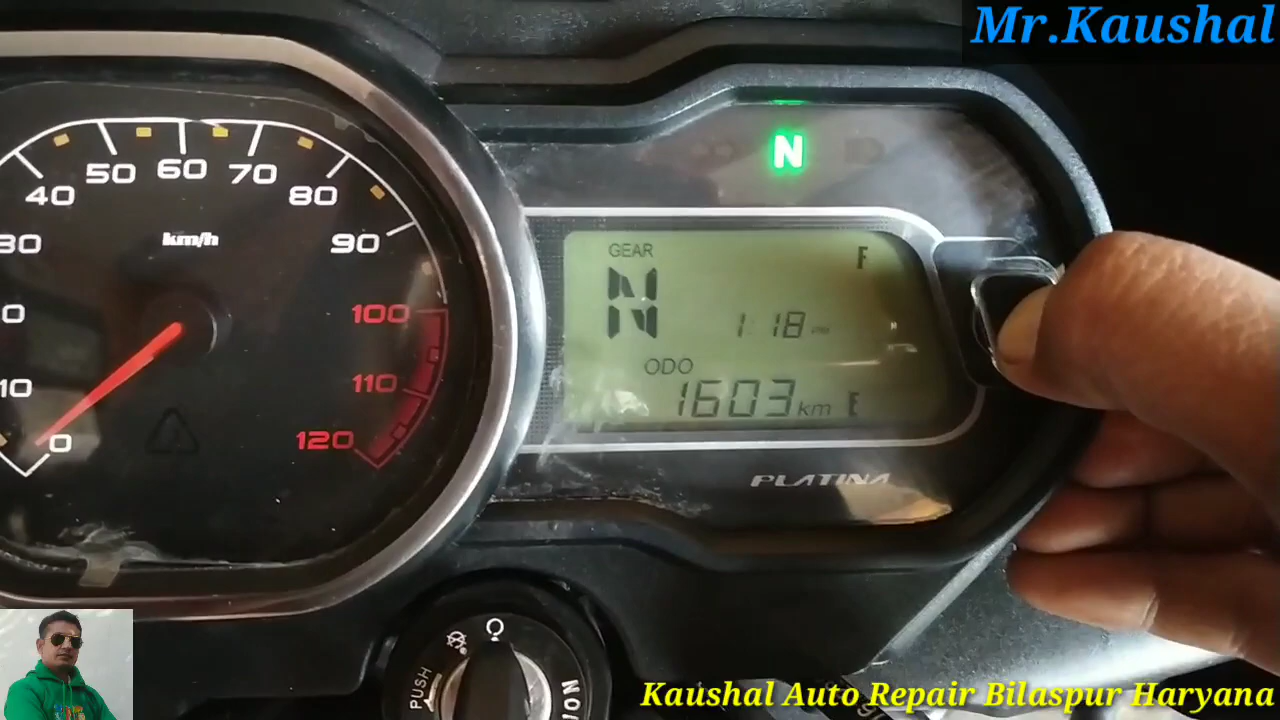 Mr.Kaushal
40
50
60
70
80
90
100
110
120
30
10
0
km/h
N
GEAR
N
F
1:18
ODO
1603 km
E
PLATINA
PUSH
Kaushal Auto Repair Bilaspur Haryana